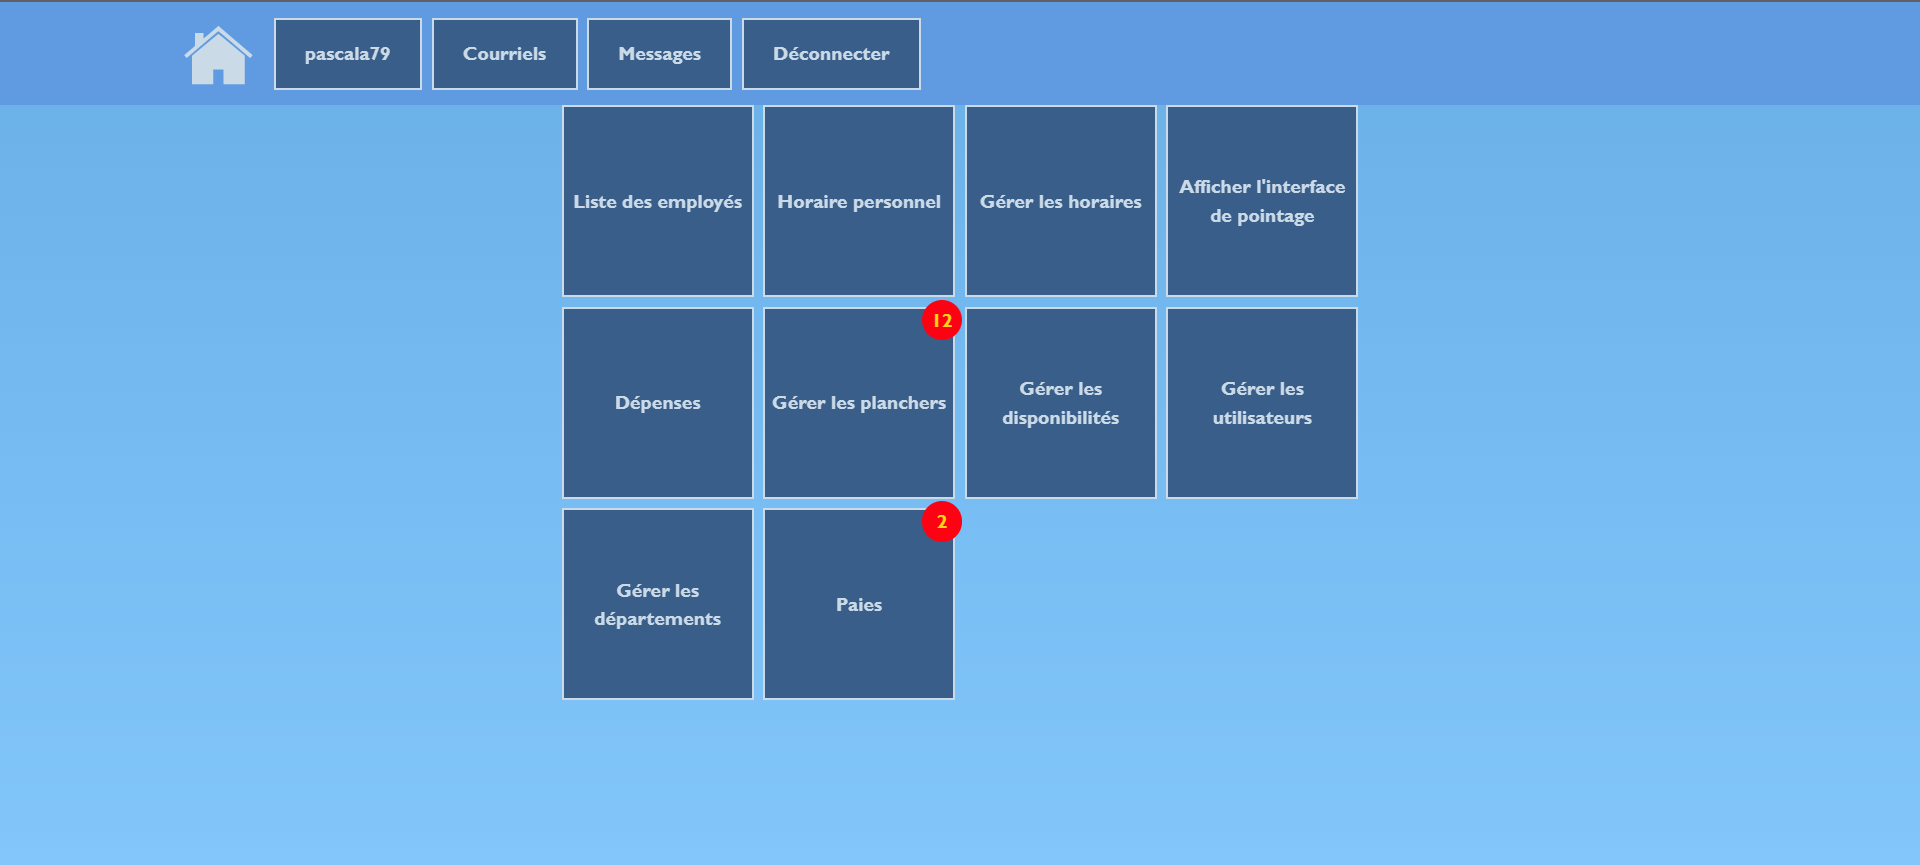 pascala79
Courriels
Messages
Déconnecter
Liste des employés
Horaire personnel
Gérer les horaires
Afficher l'interface
de pointage
Dépenses
12
Gérer les planchers
Gérer les
disponibilités
Gérer les
utilisateurs
Gérer les
départements
2
Paies